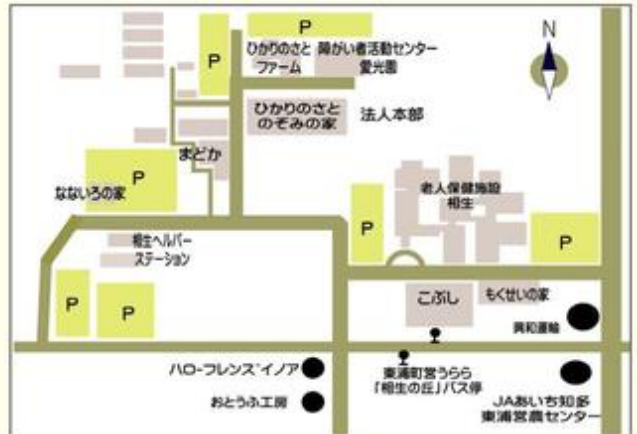 P
N
ひかりのさと
ファーム
障がい者活動センター
愛光園
P
ひかりのさと
のぞみの家
法人本部
まどか
P
なないろの家
老人保健施設
相生
P
P
相生ヘルパー
ステーション
P
P
こぶし
もくせいの家
興和運輸
ハローフレンズ イノア
東浦町営うらら
「相生の丘」バス停
おとうふ工房
JAあいち知多
東浦営農センター